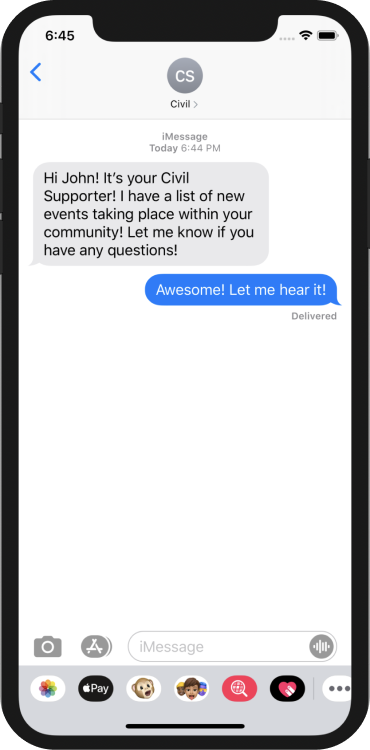 6:45
CS
Civil
iMessage
Today 6:44 PM
Hi John! It's your Civil
Supporter! I have a list of new
events taking place within your
community! Let me know if you
have any questions!
Awesome! Let me hear it!
Delivered
iMessage
Pay